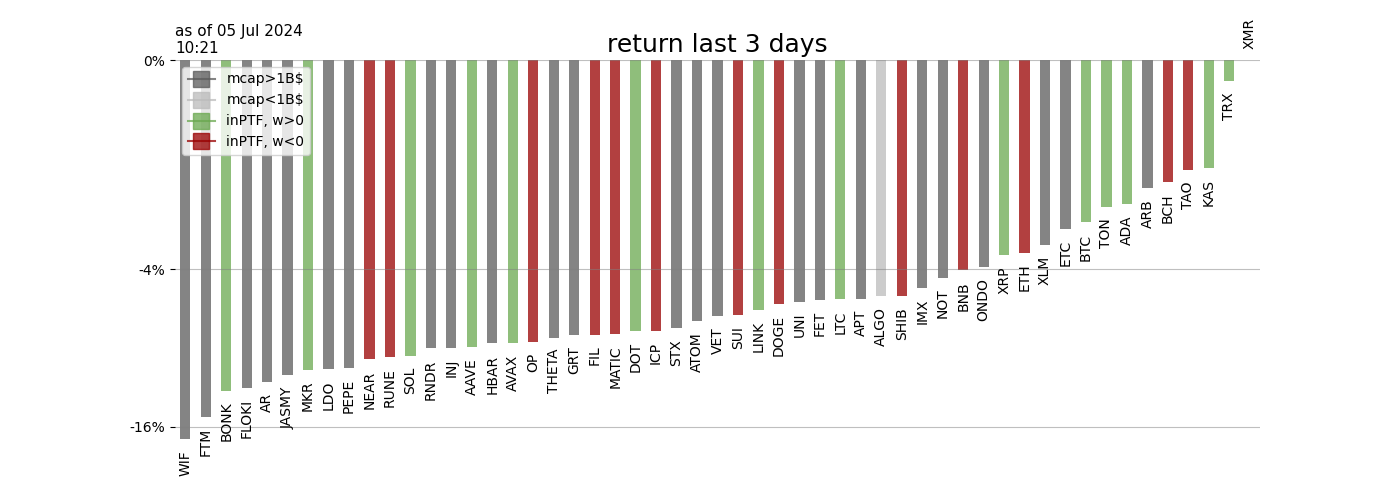 as of 05 Jul 2024
10:21
return last 3 days
XMR
0%
mcap>1B$
mcap<1B$
inPTF, w>0
inPTF, w<0
-4%
-16%
WIF
FTM
BONK
FLOKI
AR
JASMY
MKR
LDO
PEPE
NEAR
RUNE
SOL
RNDR
INJ
AAVE
HBAR
AVAX
OP
THETA
GRT
FIL
MATIC
DOT
ICP
STX
ATOM
VET
SUI
LINK
DOGE
UNI
FET
LTC
APT
ALGO
SHIB
IMX
NOT
BNB
ONDO
XRP
ETH
XLM
ETC
BTC
TON
ADA
ARB
BCH
TAO
KAS
TRX